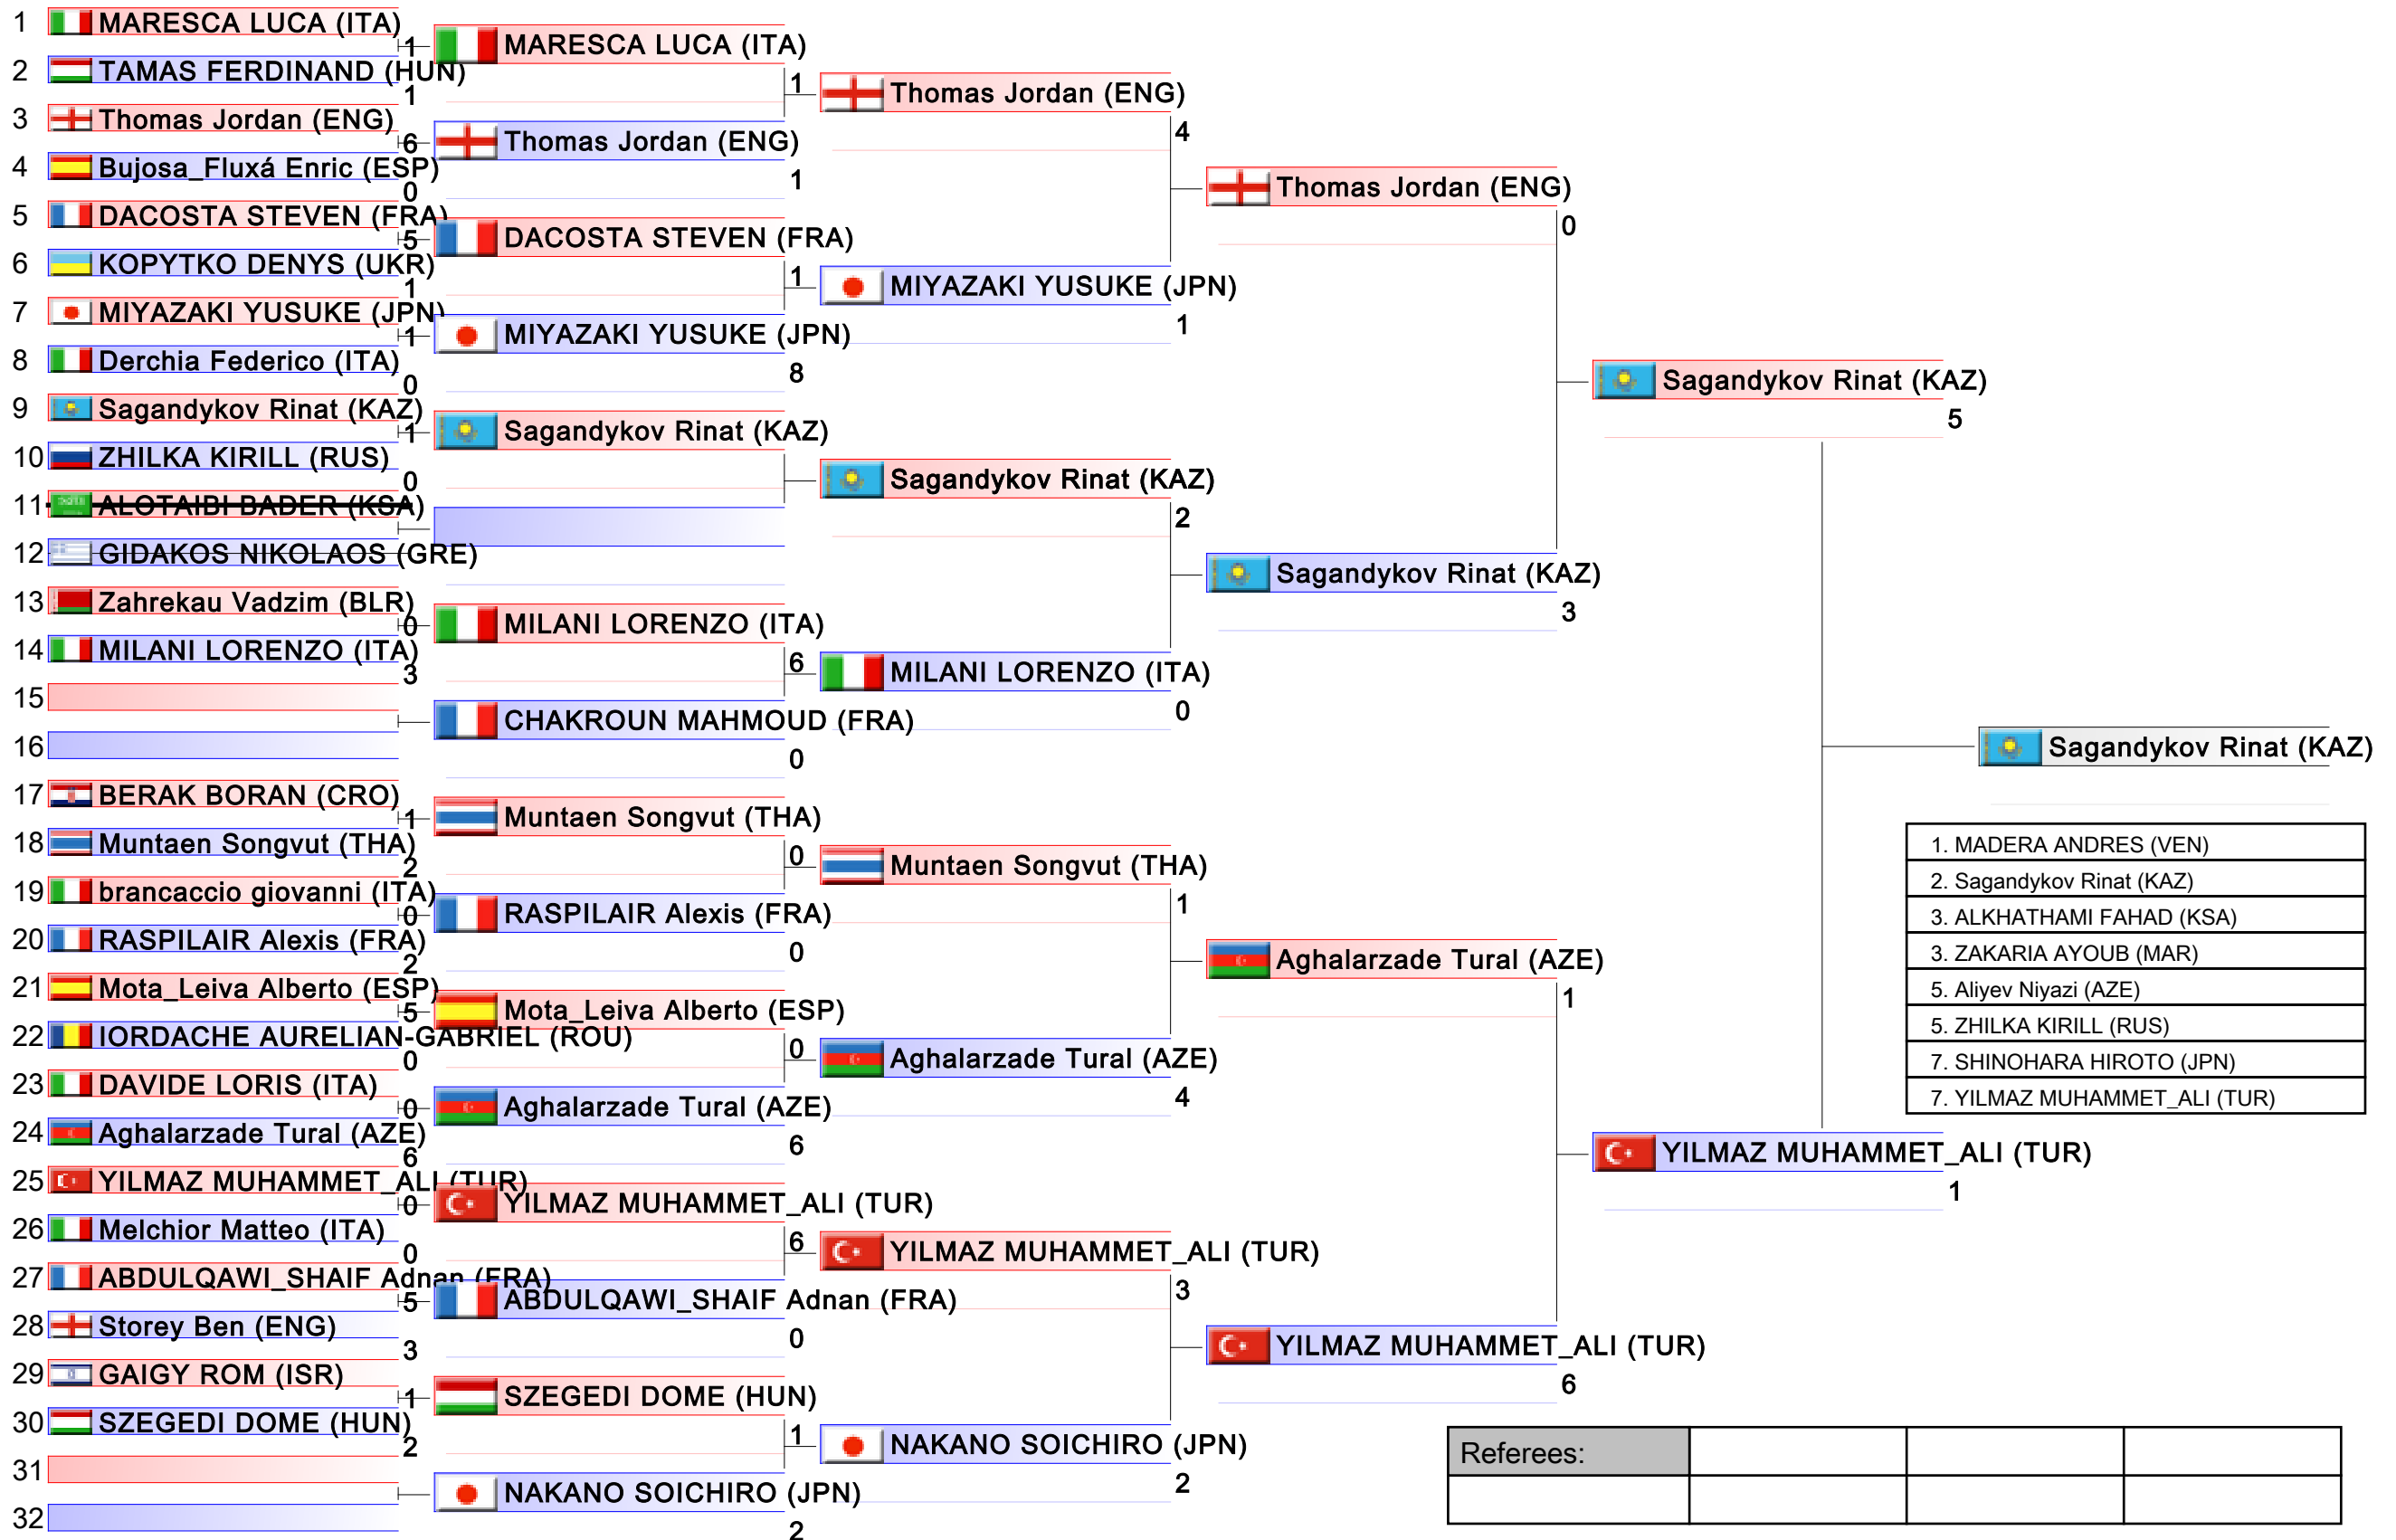 1 MARESCA LUCA (ITA)
1
2 TAMAS FERDINAND (HUN)
1
3 Thomas Jordan (ENG)
6
4 Bujosa_Fluxá Enric (ESP)
0
5 DACOSTA STEVEN (FRA)
5
6 KOPYTKO DENYS (UKR)
1
7 MIYAZAKI YUSUKE (JPN)
1
8 Derchia Federico (ITA)
0
9 Sagandykov Rinat (KAZ)
1
10 ZHILKA KIRILL (RUS)
0
11 ALOTAIBI BADER (KSA)
12 GIDAKOS NIKOLAOS (GRE)
13 Zahrekau Vadzim (BLR)
0
14 MILANI LORENZO (ITA)
3
15
16
17 BERAK BORAN (CRO)
1
18 Muntaen Songvut (THA)
2
19 brancaccio giovanni (ITA)
0
20 RASPILAIR Alexis (FRA)
2
21 Mota_Leiva Alberto (ESP)
5
22 IORDACHE AURELIAN-GABRIEL (ROU)
0
23 DAVIDE LORIS (ITA)
0
24 Aghalarzade Tural (AZE)
6
25 YILMAZ MUHAMMET_ALI (TUR)
0
26 Melchior Matteo (ITA)
0
27 ABDULQAWI_SHAIF Adnan (FRA)
5
28 Storey Ben (ENG)
3
29 GAIGY ROM (ISR)
1
30 SZEGEDI DOME (HUN)
2
31
32
MARESCA LUCA (ITA)
1
Thomas Jordan (ENG)
1
DACOSTA STEVEN (FRA)
1
MIYAZAKI YUSUKE (JPN)
8
Sagandykov Rinat (KAZ)
MILANI LORENZO (ITA)
6
CHAKROUN MAHMOUD (FRA)
0
Muntaen Songvut (THA)
0
RASPILAIR Alexis (FRA)
0
Mota_Leiva Alberto (ESP)
0
Aghalarzade Tural (AZE)
6
YILMAZ MUHAMMET_ALI (TUR)
6
ABDULQAWI_SHAIF Adnan (FRA)
0
SZEGEDI DOME (HUN)
1
NAKANO SOICHIRO (JPN)
2
Thomas Jordan (ENG)
4
MIYAZAKI YUSUKE (JPN)
1
Sagandykov Rinat (KAZ)
2
MILANI LORENZO (ITA)
0
Muntaen Songvut (THA)
1
Aghalarzade Tural (AZE)
4
YILMAZ MUHAMMET_ALI (TUR)
3
NAKANO SOICHIRO (JPN)
2
Thomas Jordan (ENG)
0
Sagandykov Rinat (KAZ)
3
Aghalarzade Tural (AZE)
1
YILMAZ MUHAMMET_ALI (TUR)
6
Sagandykov Rinat (KAZ)
5
YILMAZ MUHAMMET_ALI (TUR)
1
Sagandykov Rinat (KAZ)
1. MADERA ANDRES (VEN)
2. Sagandykov Rinat (KAZ)
3. ALKHATHAMI FAHAD (KSA)
3. ZAKARIA AYOUB (MAR)
5. Aliyev Niyazi (AZE)
5. ZHILKA KIRILL (RUS)
7. SHINOHARA HIROTO (JPN)
7. YILMAZ MUHAMMET_ALI (TUR)
Referees: